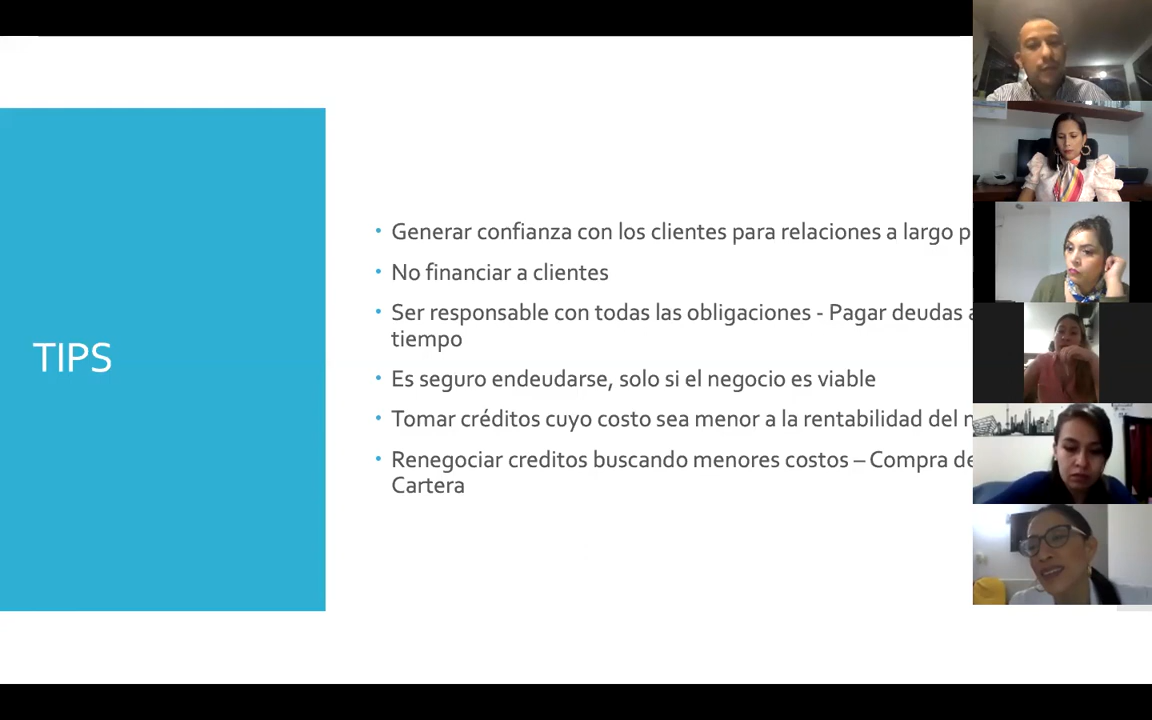 TIPS
Generar confianza con los clientes para relaciones a largo
No financiar a clientes
Ser responsable con todas las obligaciones - Pagar deudas
tiempo
Es seguro endeudarse, solo si el negocio es viable
Tomar créditos cuyo costo sea menor a la rentabilidad del
Renegociar creditos buscando menores costos – Compra de
Cartera